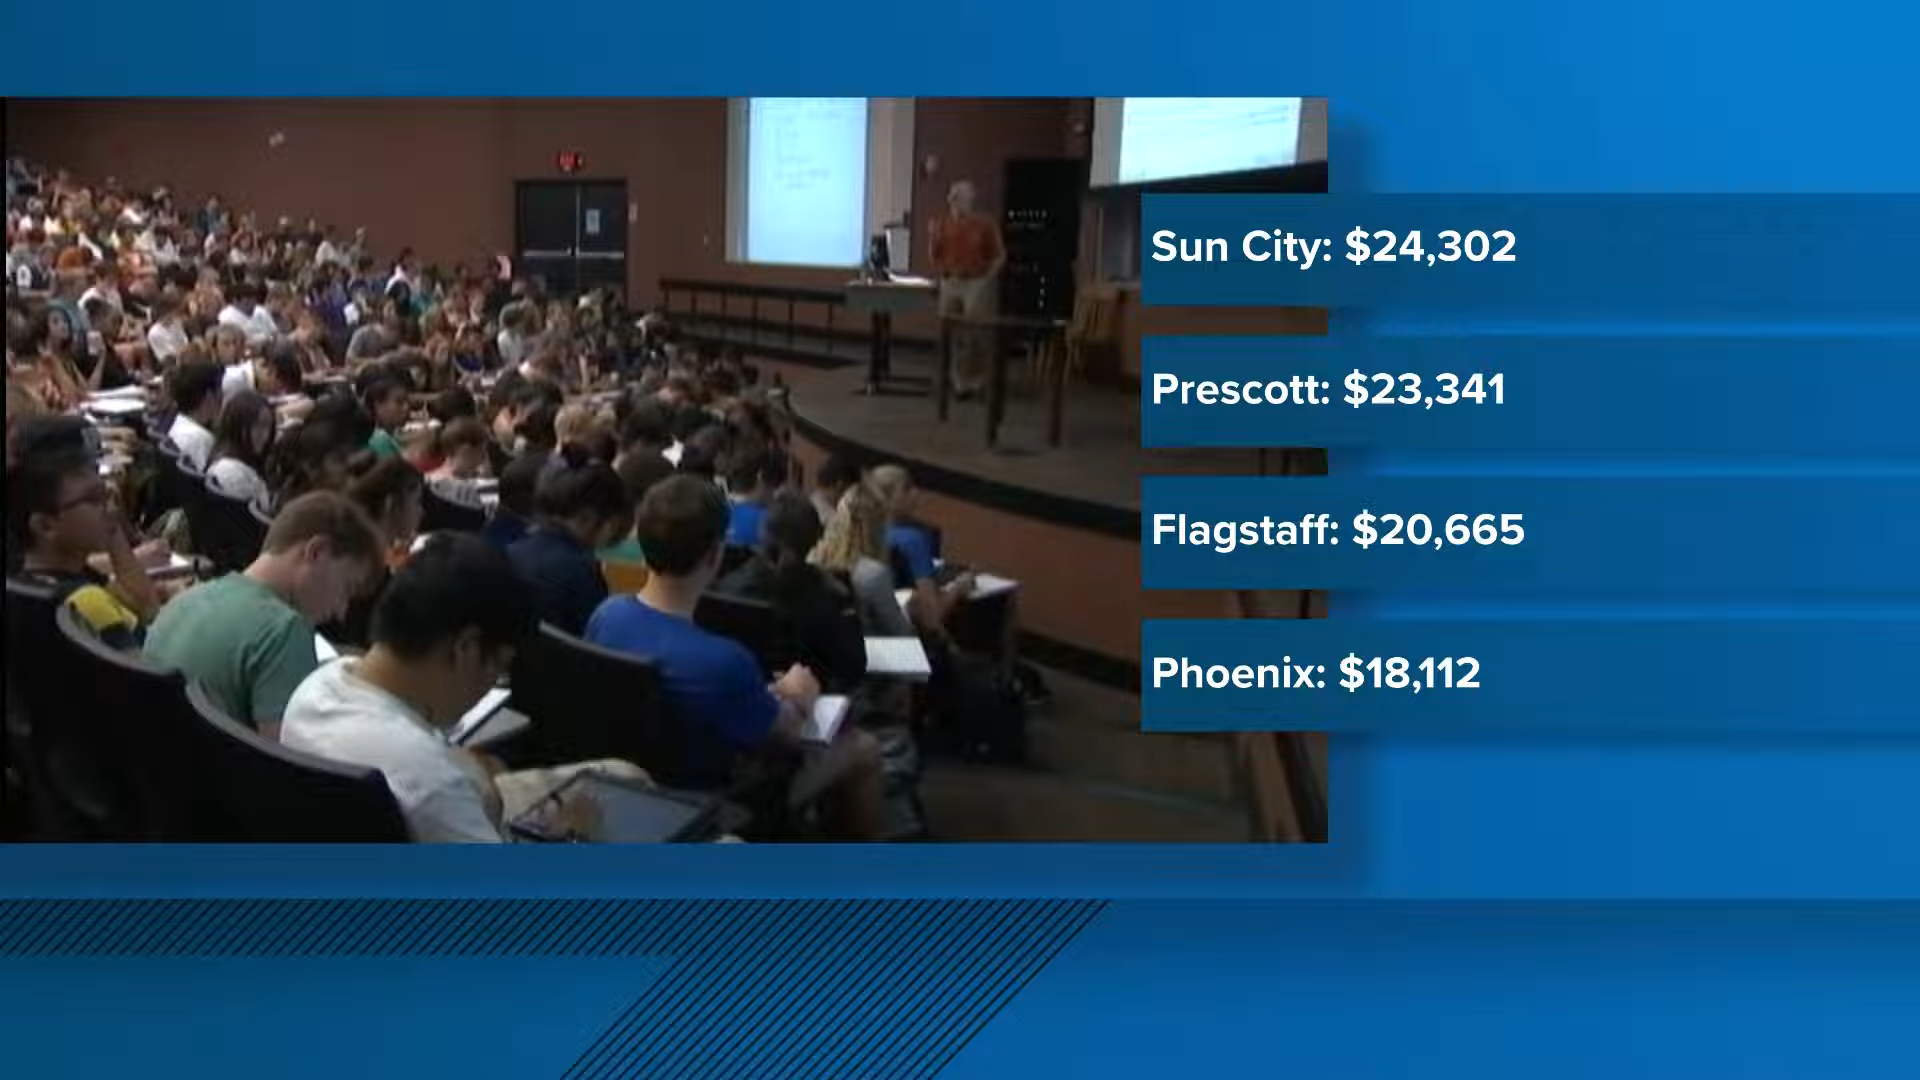 Sun City: $24,302
Prescott: $23,341
Flagstaff: $20,665
Phoenix: $18,112